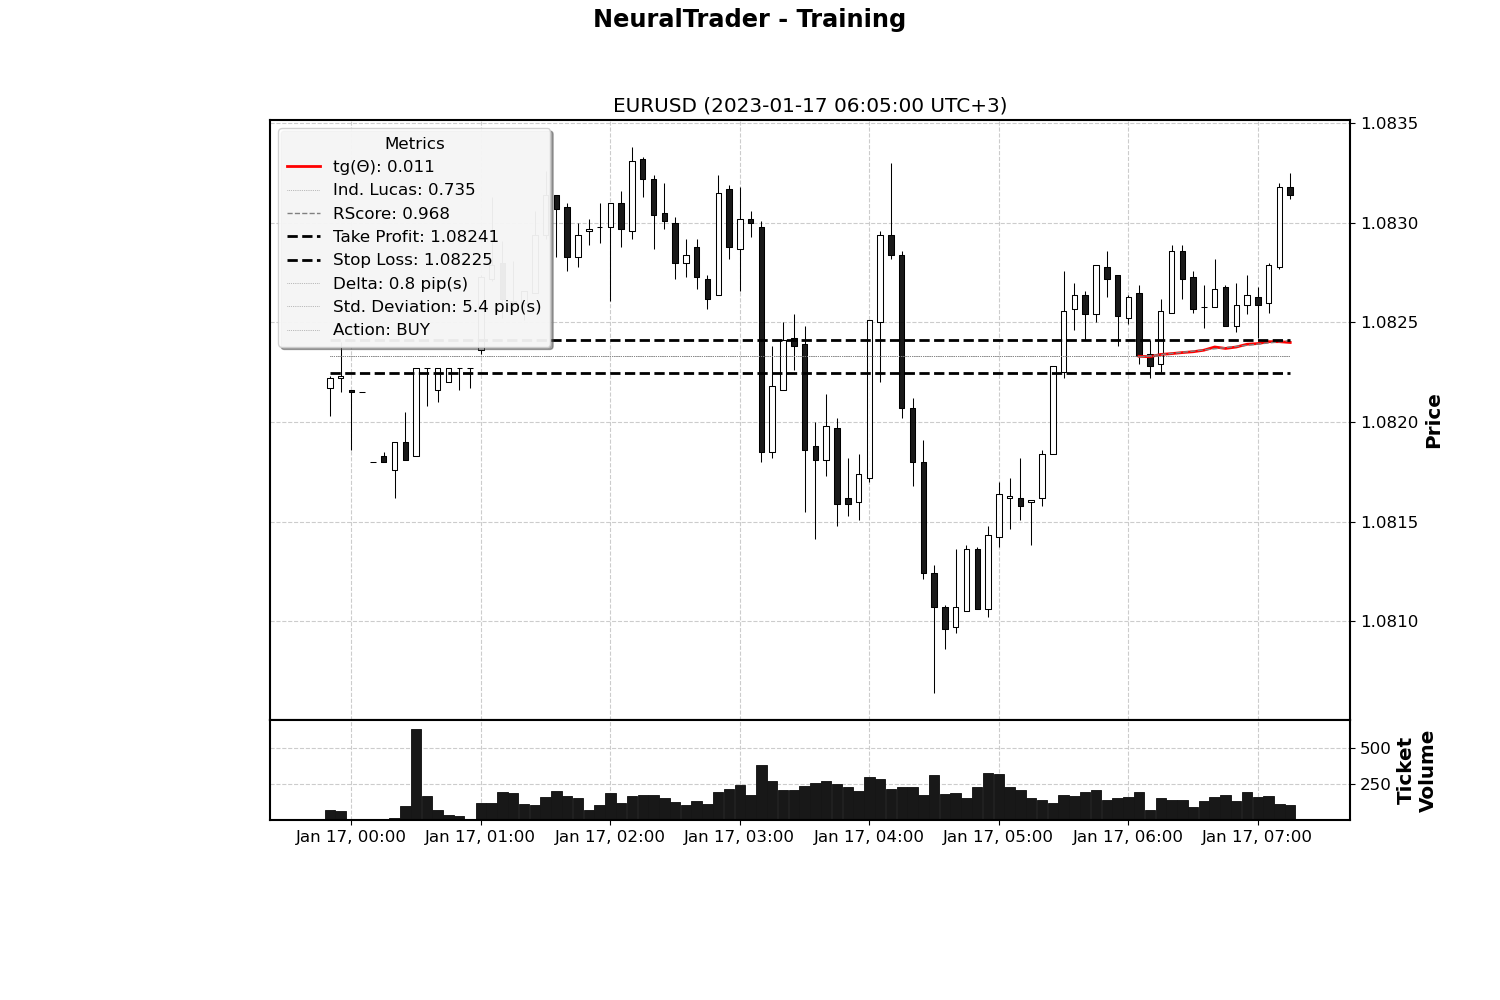 NeuralTrader - Training
EURUSD (2023-01-17 06:05:00 UTC+3)
Metrics
tg(Θ): 0.011
Ind. Lucas: 0.735
RScore: 0.968
Take Profit: 1.08241
Stop Loss: 1.08225
Delta: 0.8 pip(s)
Std. Deviation: 5.4 pip(s)
Action: BUY
1.0835
1.0830
1.0825
1.0820
1.0815
1.0810
Price
500
250
Ticket
Volume
Jan 17, 00:00
Jan 17, 01:00
Jan 17, 02:00
Jan 17, 03:00
Jan 17, 04:00
Jan 17, 05:00
Jan 17, 06:00
Jan 17, 07:00